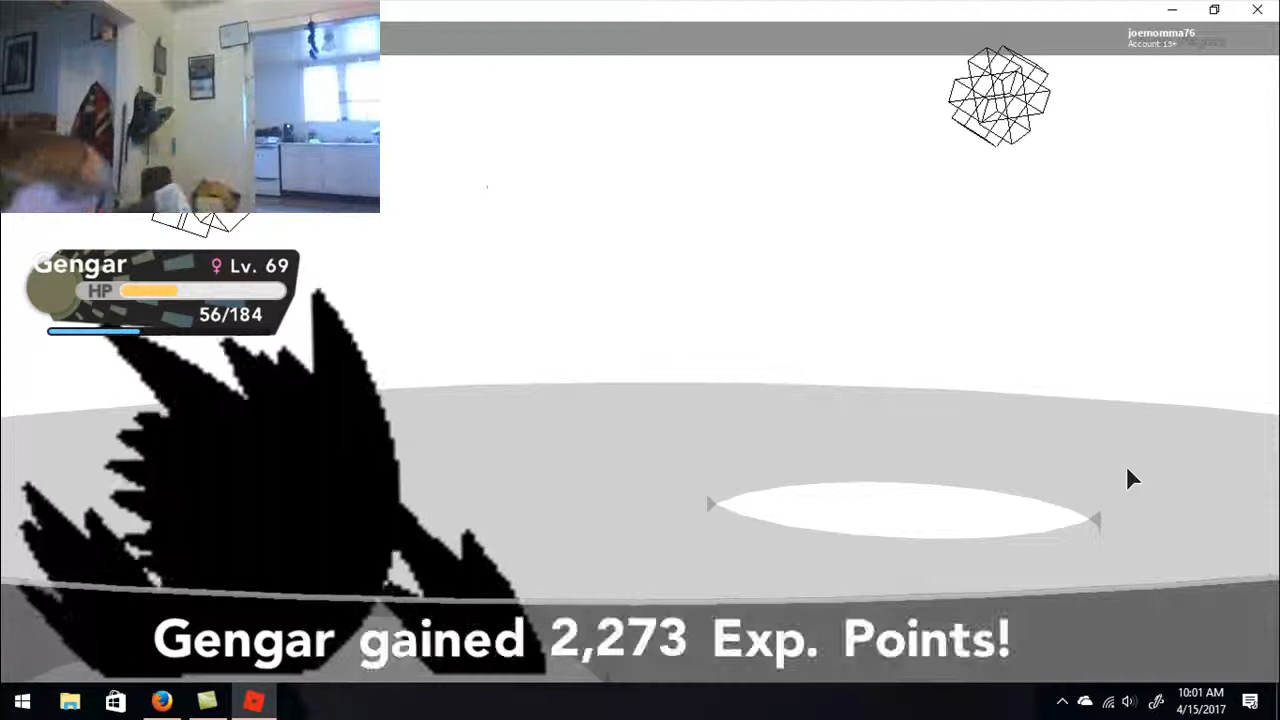 joemomma76
Account: 13+
Gengar ♀ Lv. 69
HP
56/184
Gengar gained 2,273 Exp. Points!
10:01 AM
4/15/2017